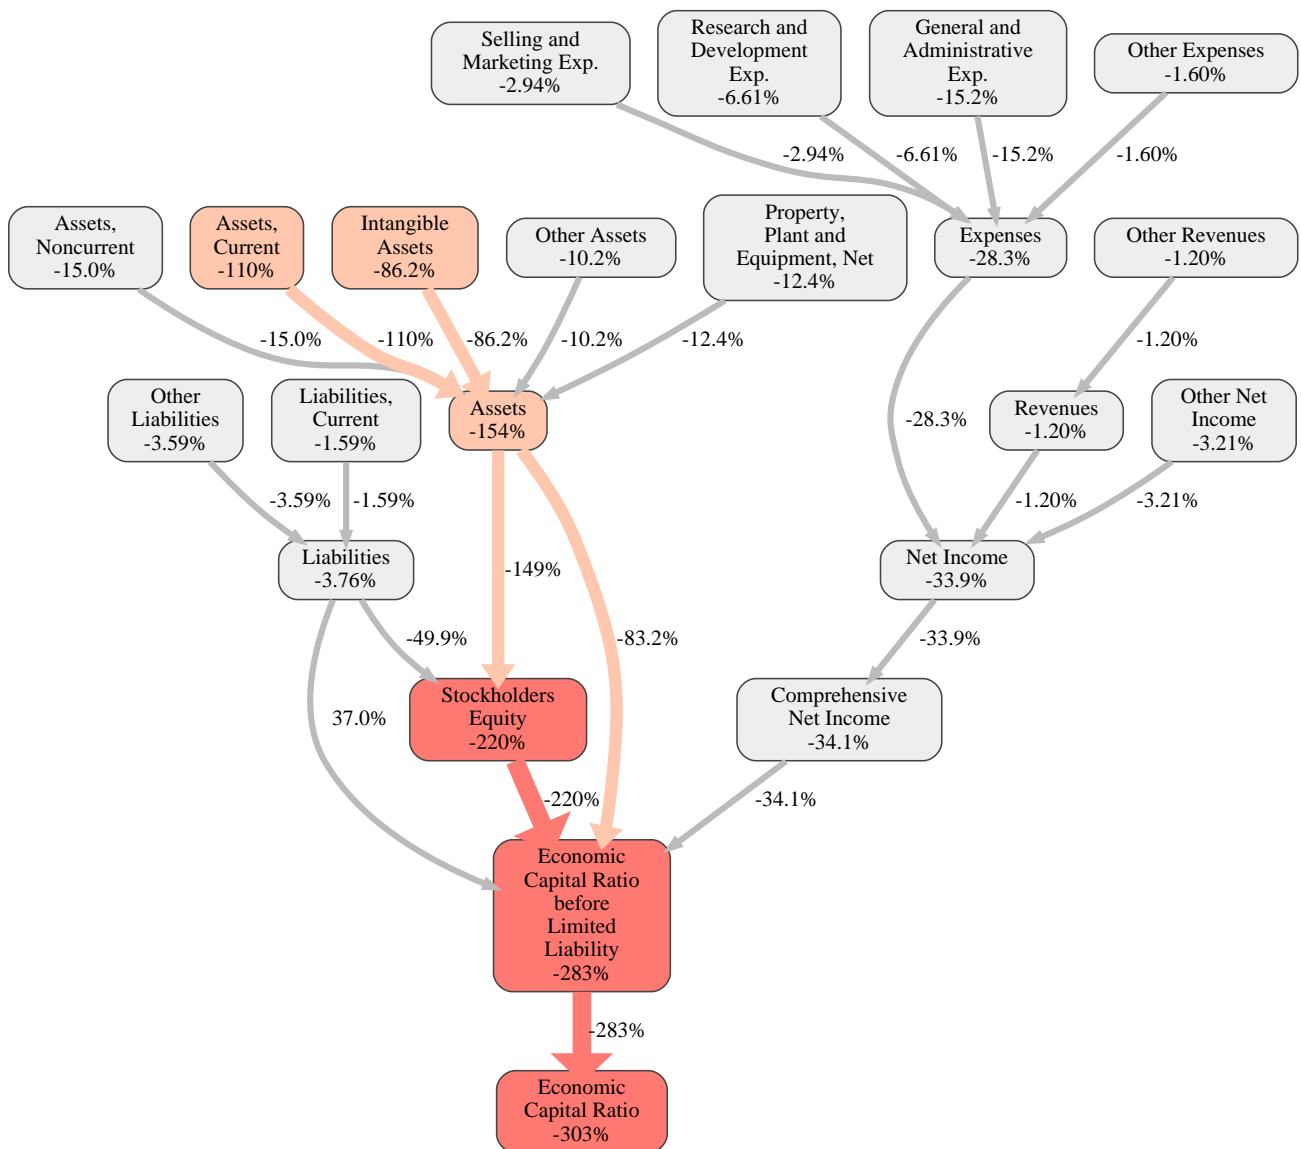 Selling and
Marketing Exp.
-2.94%
Research and
Development
Exp.
-6.61%
General and
Administrative
Exp.
-15.2%
Other Expenses
-1.60%
-2.94%
-6.61%
-15.2%
-1.60%
Assets,
Noncurrent
-15.0%
Assets,
Current
-110%
Intangible
Assets
-86.2%
Other Assets
-10.2%
Property,
Plant and
Equipment, Net
-12.4%
Expenses
-28.3%
Other Revenues
-1.20%
-15.0%
-110%
-86.2%
-10.2%
-12.4%
-1.20%
Other
Liabilities
-3.59%
Liabilities,
Current
-1.59%
Assets
-154%
-28.3%
Revenues
-1.20%
Other Net
Income
-3.21%
-3.59%
-1.59%
-1.20%
-3.21%
Liabilities
-3.76%
-149%
Net Income
-33.9%
-49.9%
-83.2%
-33.9%
37.0%
Stockholders
Equity
-220%
Comprehensive
Net Income
-34.1%
-220%
-34.1%
Economic
Capital Ratio
before
Limited
Liability
-283%
-283%
Economic
Capital Ratio
-303%